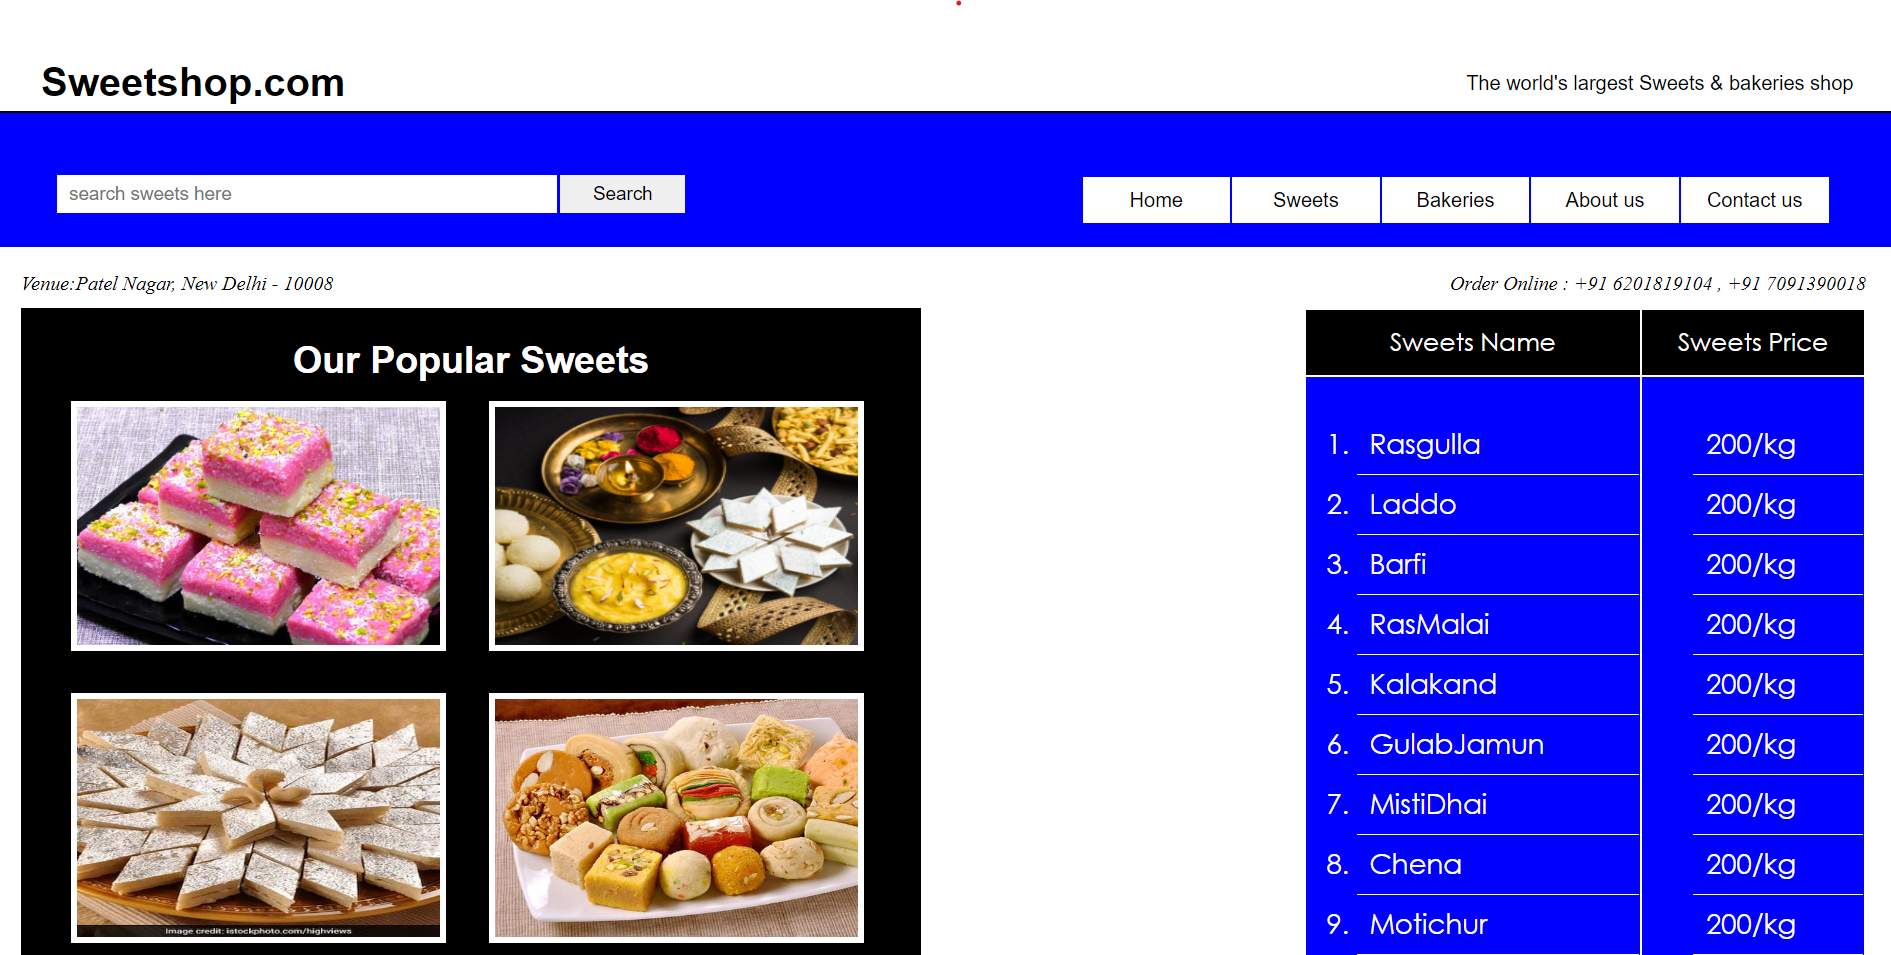 Sweetshop.com
The world's largest Sweets & bakeries shop
search sweets here
Search
Home
Sweets
Bakeries
About us
Contact us
Venue:Patel Nagar, New Delhi - 10008
Order Online : +91 6201819104 , +91 7091390018
Our Popular Sweets
Image credit: istockphoto.com/highviews
Sweets Name Sweets Price
1. Rasgulla 200/kg
2. Laddo 200/kg
3. Barfi 200/kg
4. RasMalai 200/kg
5. Kalakand 200/kg
6. GulabJamun 200/kg
7. MistiDhai 200/kg
8. Chena 200/kg
9. Motichur 200/kg